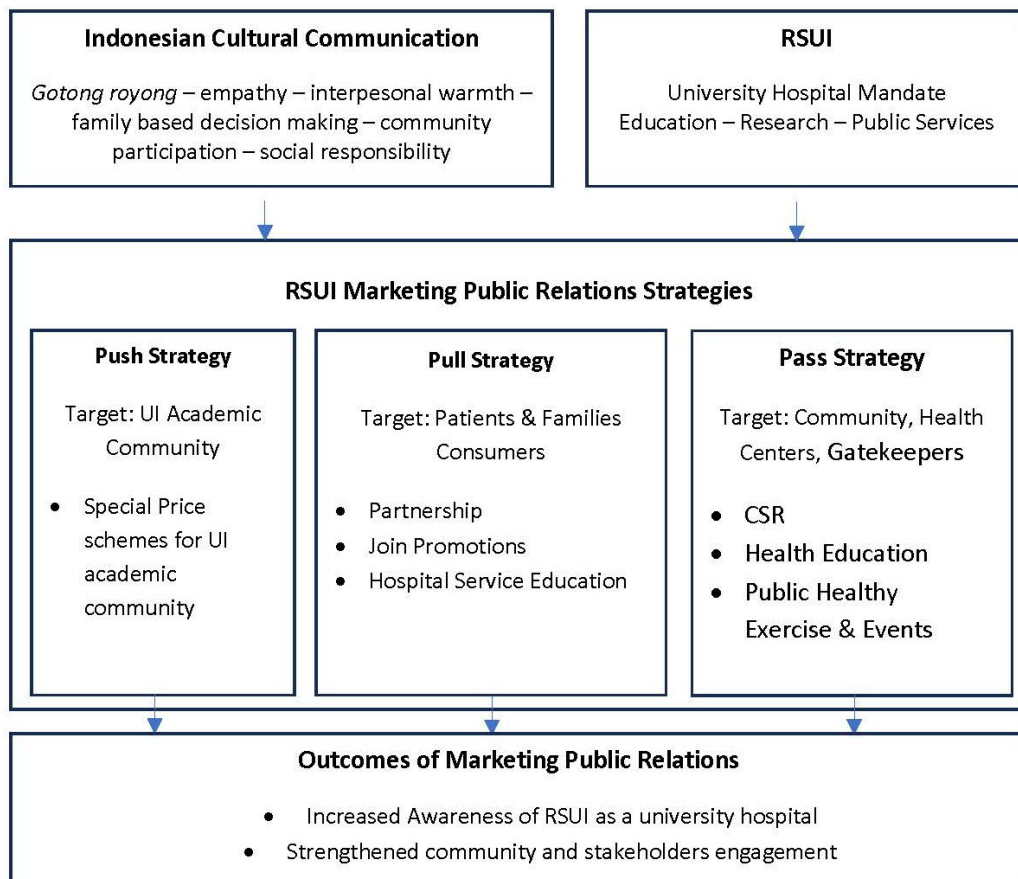 Indonesian Cultural Communication
Gotong royong – empathy – interpesonal warmth –
family based decision making – community
participation – social responsibility
RSUI
University Hospital Mandate
Education – Research – Public Services
RSUI Marketing Public Relations Strategies
Push Strategy
Target: UI Academic
Community
• Special Price
schemes for UI
academic
community
Pull Strategy
Target: Patients & Families
Consumers
• Partnership
• Join Promotions
• Hospital Service Education
Pass Strategy
Target: Community, Health
Centers, Gatekeepers
• CSR
• Health Education
• Public Healthy
Exercise & Events
Outcomes of Marketing Public Relations
• Increased Awareness of RSUI as a university hospital
• Strengthened community and stakeholders engagement